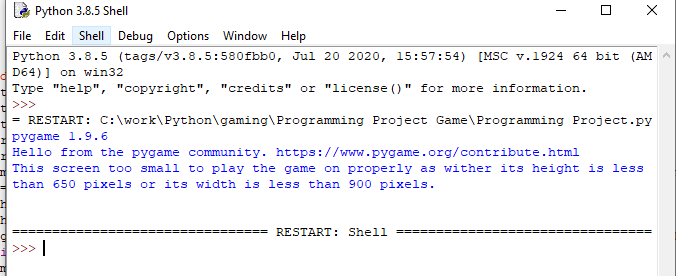 Python 3.8.5 Shell
File Edit Shell Debug Options Window Help
Python 3.8.5 (tags/v3.8.5:580fbb0, Jul 20 2020, 15:57:54) [MSC v.1924 64 bit (AM
D64)] on win32
Type "help", "copyright", "credits" or "license()" for more information.
>>>
= RESTART: C:\work\Python\gaming\Programming Project Game\Programming Project.py
pygame 1.9.6
Hello from the pygame community. https://www.pygame.org/contribute.html
This screen too small to play the game on properly as wither its height is less
than 650 pixels or its width is less than 900 pixels.
================================ RESTART: Shell ================================
>>>